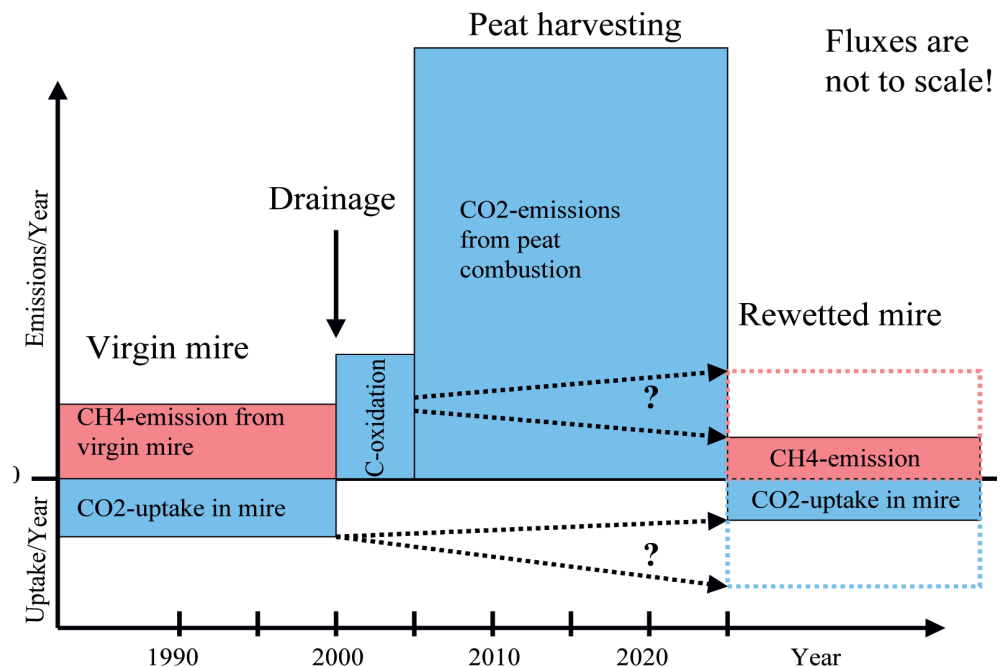 Peat harvesting
Fluxes are
not to scale!
Drainage
CO2-emissions
from peat
combustion
Emissions/Year
Rewetted mire
Virgin mire
C-oxidation
?
CH4-emission from
virgin mire
CH4-emission
CO2-uptake in mire
CO2-uptake in mire
?
Uptake/Year
1990
2000
2010
2020
Year